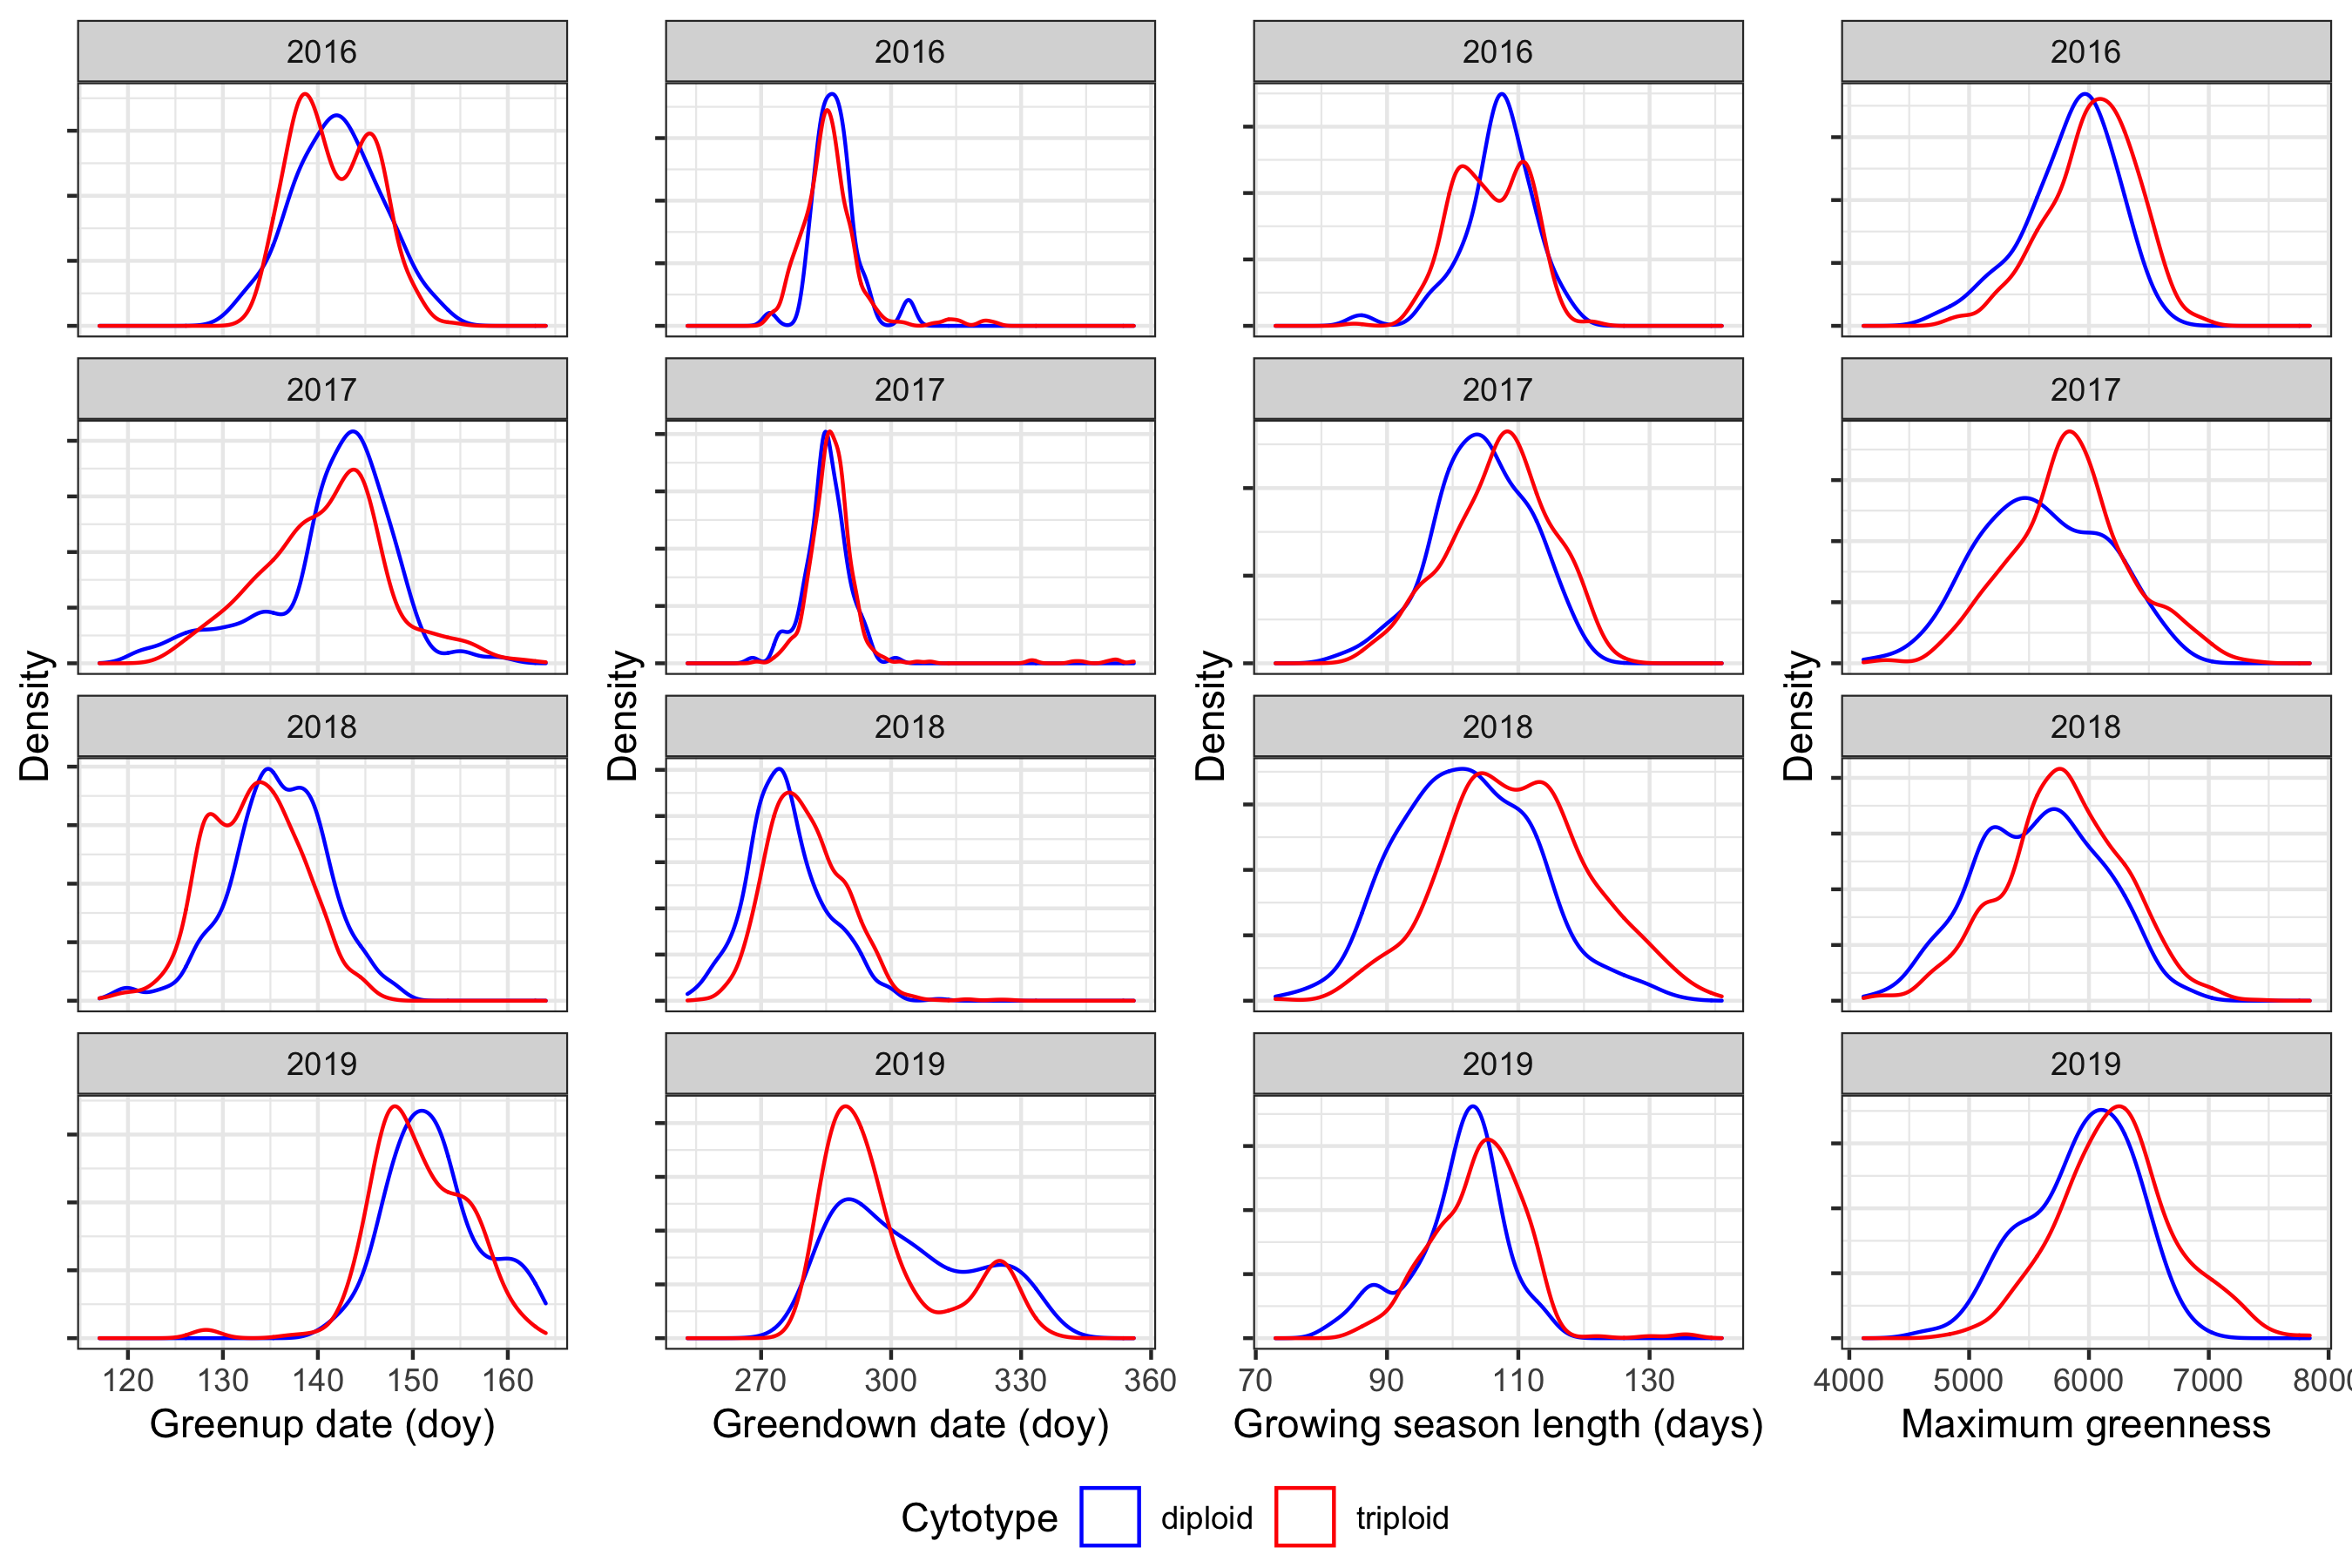 2016 2016 2016 2016
2017 2017 2017 2017
Density Density Density Density
2018 2018 2018 2018
2019 2019 2019 2019
120 130 140 150 160 270 300 330 360 70 90 110 130 4000 5000 6000 7000 8000
Greenup date (doy) Greendown date (doy) Growing season length (days) Maximum greenness
Cytotype diploid triploid